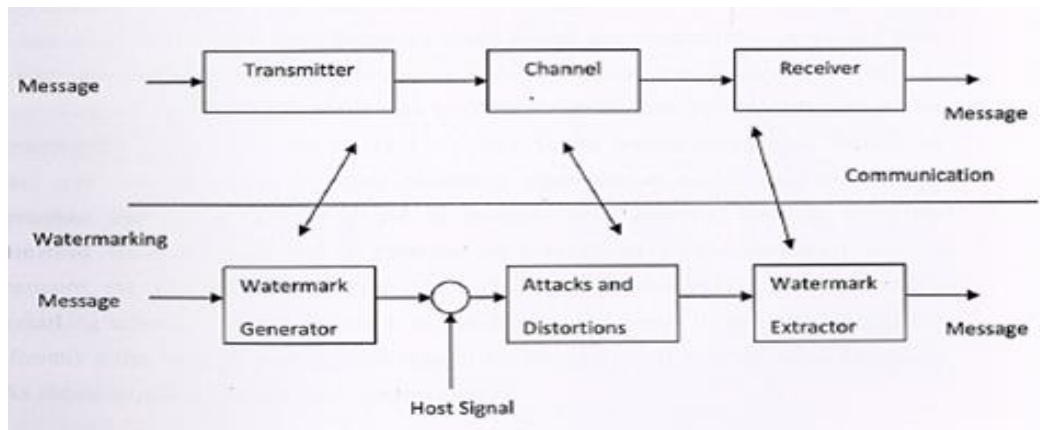 Transmitter
Channel
Receiver
Message
Message
Communication
Watermarking
Message
Watermark
Generator
Attacks and
Distortions
Watermark
Extractor
Message
Host Signal